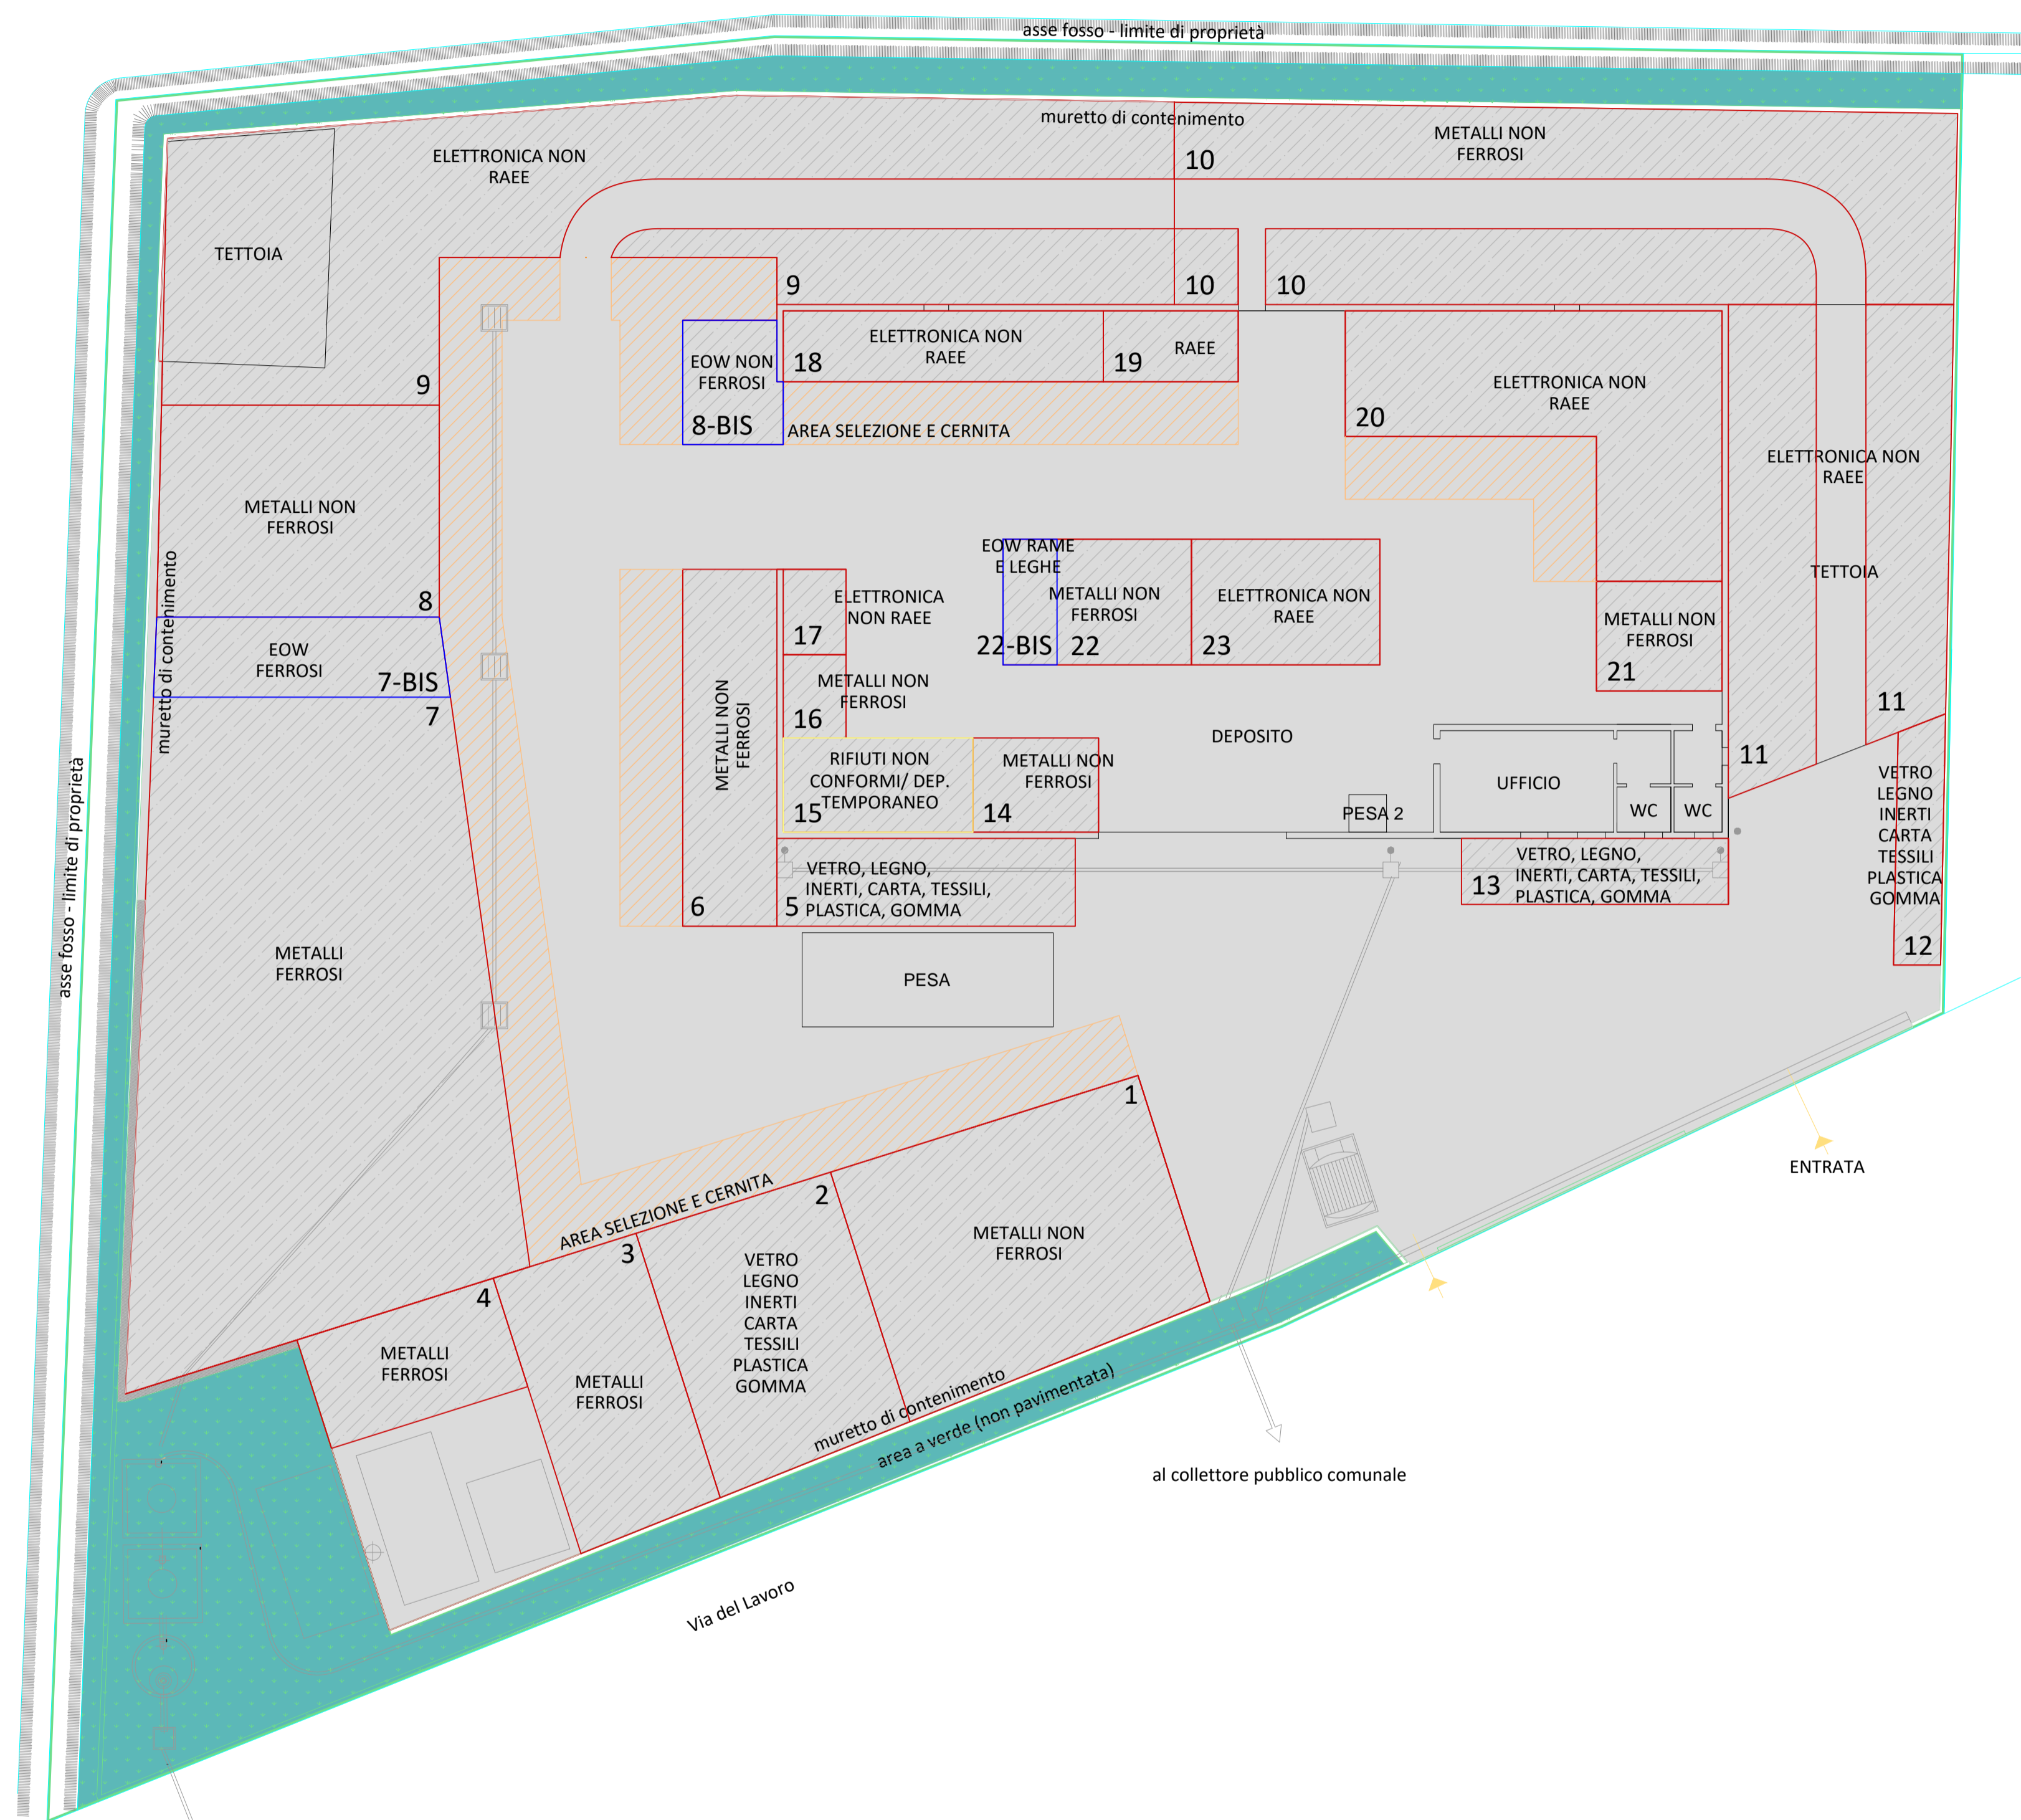 asse fosso - limite di proprietà
muretto di contenimento
METALLI NON
FERROSI
10
ELETTRONICA NON
RAEE
TETTOIA
9
10
10
9
ELETTRONICA NON
RAEE
18
RAEE
19
EOW NON
FERROSI
8-BIS
AREA SELEZIONE E CERNITA
ELETTRONICA NON
RAEE
20
ELETTRONICA NON
RAEE
TETTOIA
11
11
METALLI NON
FERROSI
8
muretto di contenimento
EOW
FERROSI
7-BIS
7
asse fosso - limite di proprietà
METALLI
FERROSI
EOW RAME
E LEGHE
22-BIS
METALLI NON
FERROSI
22
ELETTRONICA NON
RAEE
23
METALLI NON
FERROSI
21
ELETTRONICA
NON RAEE
17
METALLI NON
FERROSI
16
METALLI NON
FERROSI
6
RIFIUTI NON
CONFORMI/ DEP.
TEMPORANEO
15
METALLI NON
FERROSI
14
DEPOSITO
PESA 2
UFFICIO
WC
WC
VETRO
LEGNO
INERTI
CARTA
TESSILI
PLASTICA
GOMMA
12
VETRO, LEGNO,
INERTI, CARTA, TESSILI,
PLASTICA, GOMMA
5
VETRO, LEGNO,
INERTI, CARTA, TESSILI,
PLASTICA, GOMMA
13
PESA
1
METALLI NON
FERROSI
ENTRATA
AREA SELEZIONE E CERNITA
2
VETRO
LEGNO
INERTI
CARTA
TESSILI
PLASTICA
GOMMA
3
METALLI
FERROSI
4
METALLI
FERROSI
muretto di contenimento
area a verde (non pavimentata)
al collettore pubblico comunale
Via del Lavoro